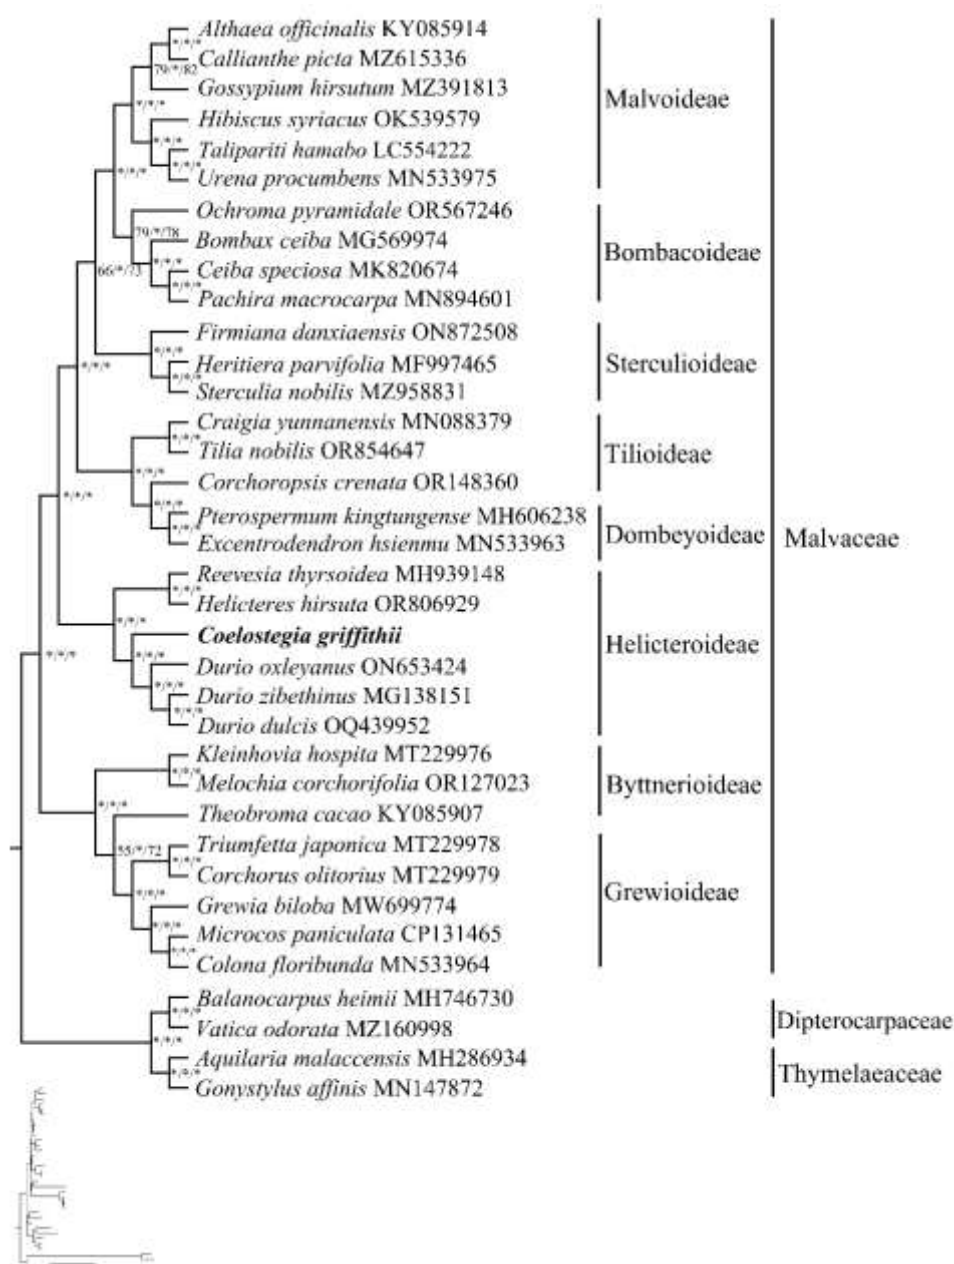 Althaea officinalis KY085914
*/*/*
Callianthe picta MZ615336
79/*/82
Gossypium hirsutum MZ391813
*/*/*
Malvoideae
Hibiscus syriacus OK539579
*/*/*
Talipariti hamabo LC554222
*/*/*
*/*/*
Urena procumbens MN533975
Ochroma pyramidale OR567246
79/*/78
Bombax ceiba MG569974
Bombacoideae
*/*/*
66/*/73
Ceiba speciosa MK820674
*/*/*
Pachira macrocarpa MN894601
Firmiana danxiaensis ON872508
*/*/*
Heritiera parvifolia MF997465
Sterculioideae
*/*/*
*/*/*
Sterculia nobilis MZ958831
Craigia yunnanensis MN088379
*/*/*
Tilia nobilis OR854647
Tilioideae
*/*/*
Corchoropsis crenata OR148360
*/*/*
*/*/*
Pterospermum kingtungense MH606238
*/*/*
Dombeyoideae
Malvaceae
Excentrodendron hsienmu MN533963
Reevesia thyrsoidea MH939148
*/*/*
Helicteres hirsuta OR806929
*/*/*
Coelostegia griffithii
Helicteroideae
*/*/*
*/*/*
Durio oxleyanus ON653424
*/*/*
Durio zibethinus MG138151
*/*/*
Durio dulcis OQ439952
Kleinhovia hospita MT229976
*/*/*
Melochia corchorifolia OR127023
Byttnerioideae
*/*/*
Theobroma cacao KY085907
Triumfetta japonica MT229978
55/*/72
*/*/*
Corchorus olitorius MT229979
*/*/*
Grewioideae
Grewia biloba MW699774
*/*/*
Microcos paniculata CP131465
*/*/*
Colona floribunda MN533964
Balanocarpus heimii MH746730
*/*/*
Dipterocarpaceae
Vatica odorata MZ160998
*/*/*
Aquilaria malaccensis MH286934
*/*/*
Thymelaeaceae
Gonystylus affinis MN147872